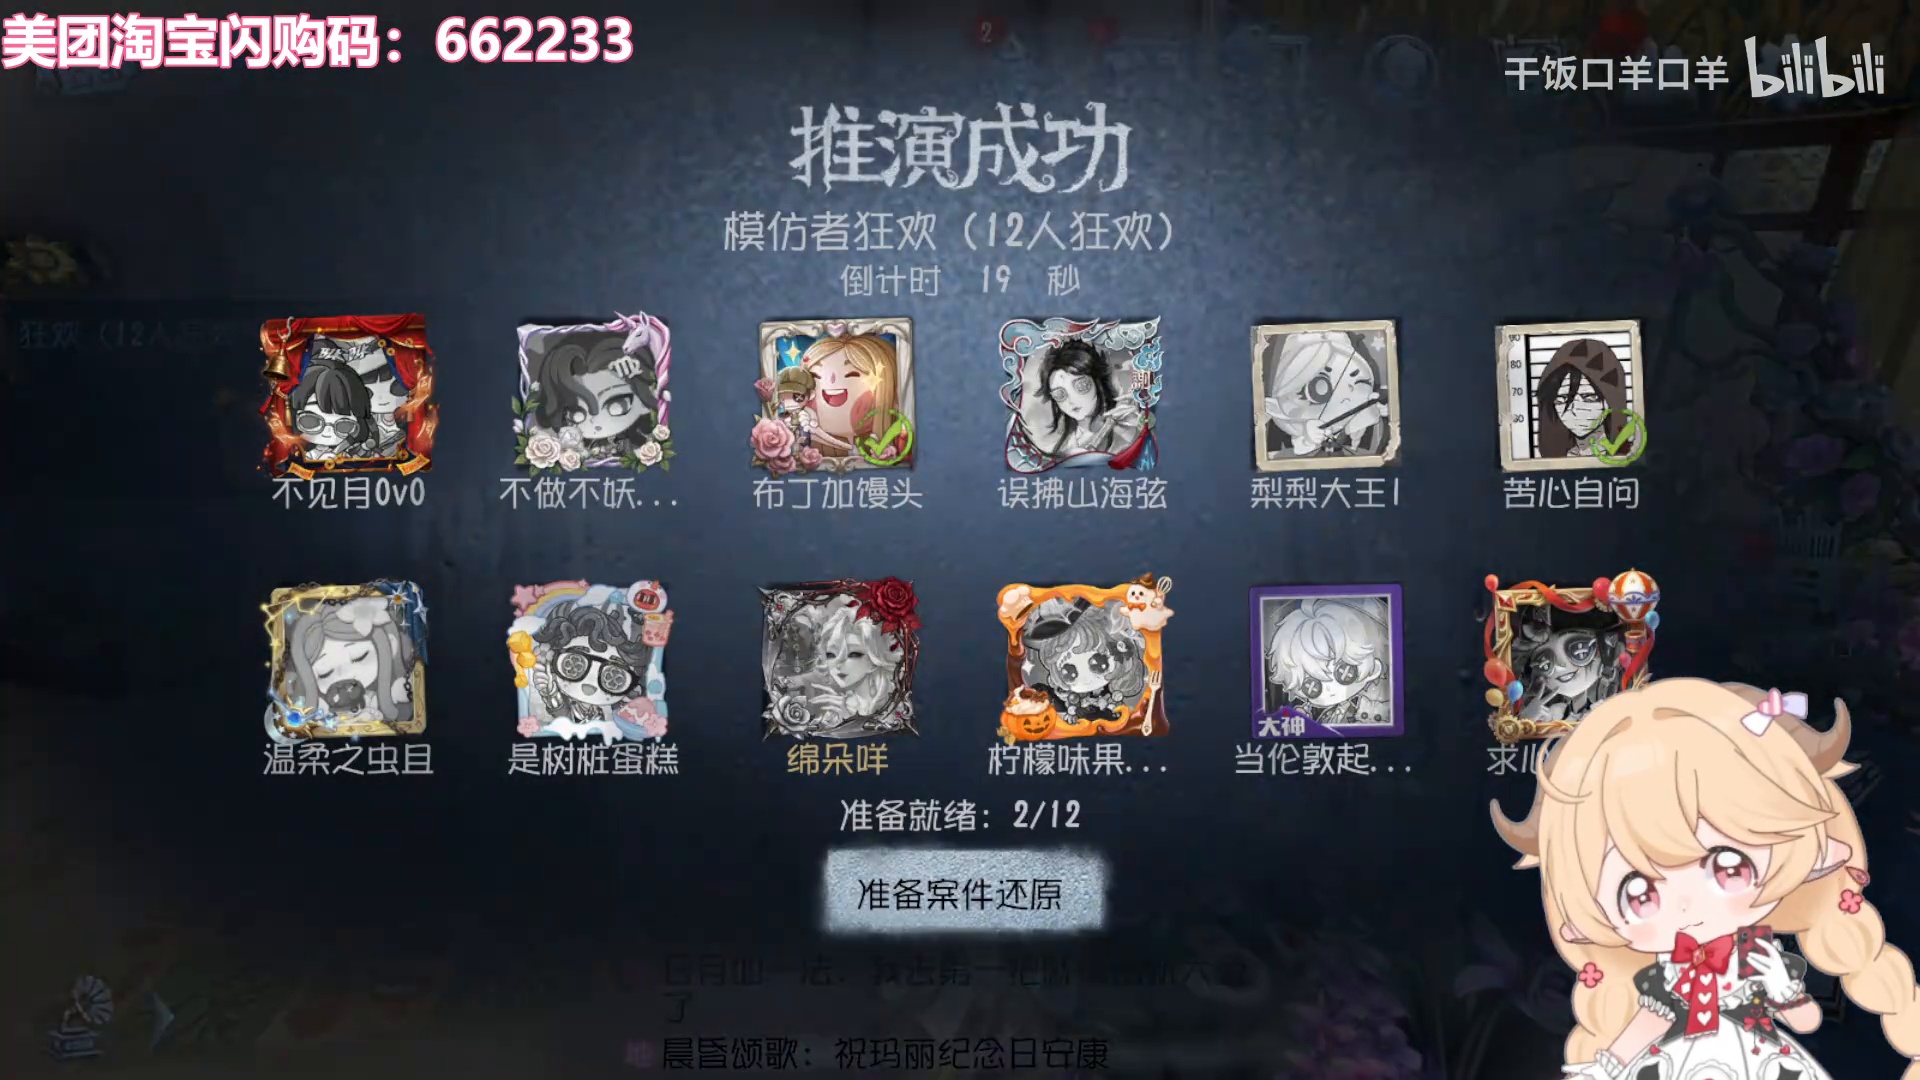 美团淘宝闪购码：662233
干饭口羊口羊 bilibili
推演成功
模仿者狂欢（12人狂欢）
倒计时 19 秒
不见月0v0
不做不妖...
布丁加馒头
误拂山海弦
梨梨大王1
苦心自问
大神
温柔之虫且
是树桩蛋糕
绵朵咩
柠檬味果...
当伦敦起...
求心
准备就绪：2/12
准备案件还原
晨昏颂歌：祝玛丽纪念日安康